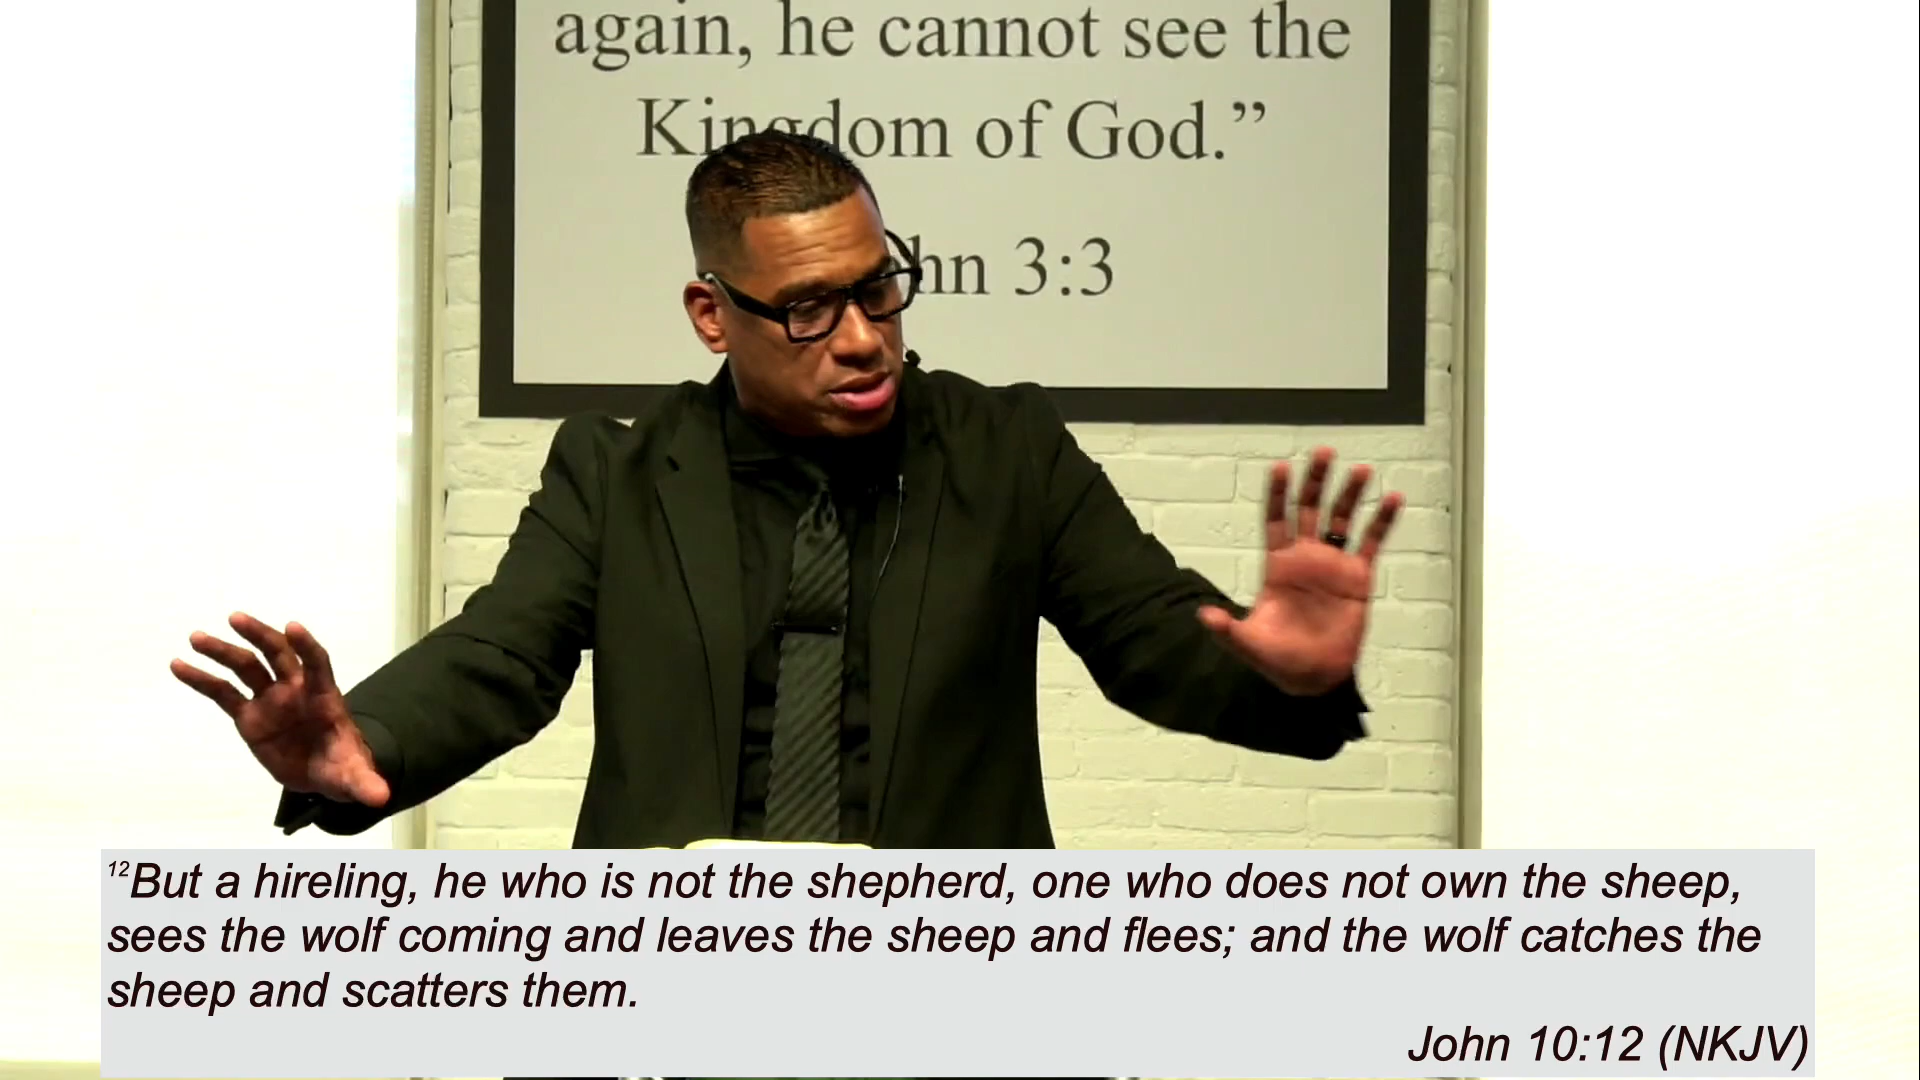 again, he cannot see the
Kingdom of God.”
John 3:3
12But a hireling, he who is not the shepherd, one who does not own the sheep,
sees the wolf coming and leaves the sheep and flees; and the wolf catches the
sheep and scatters them.
John 10:12 (NKJV)